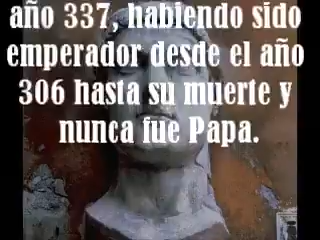 año 337, habiendo sido
emperador desde el año
306 hasta su muerte y
nunca fue Papa.